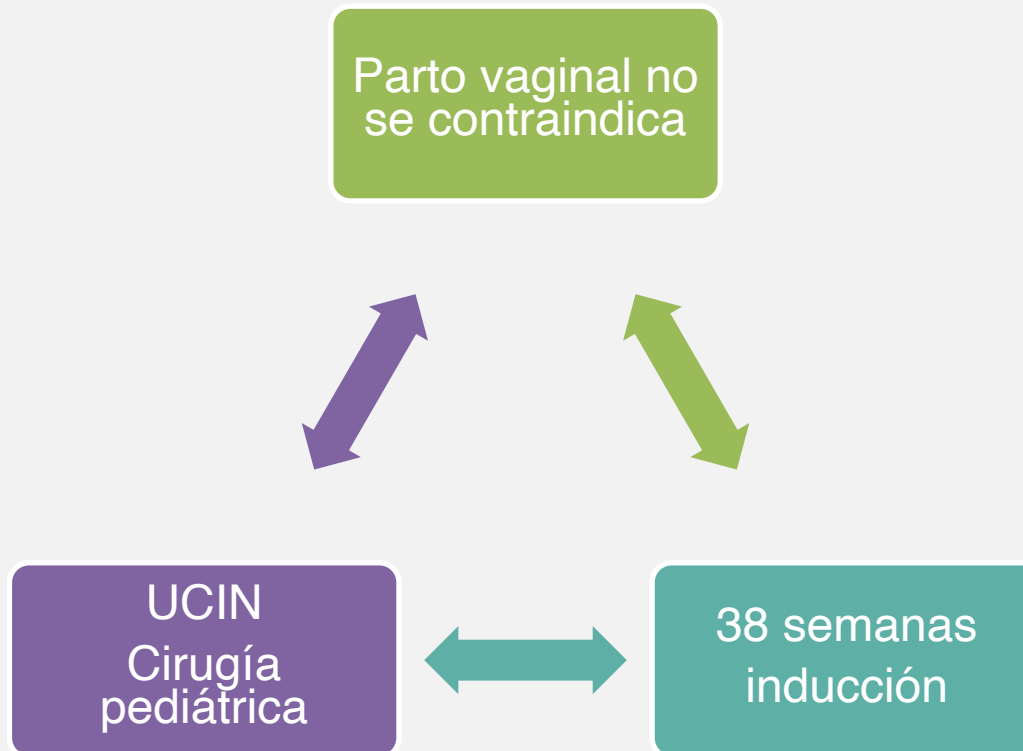 Parto vaginal no
se contraindica
UCIN
Cirugía
pediátrica
38 semanas
inducción